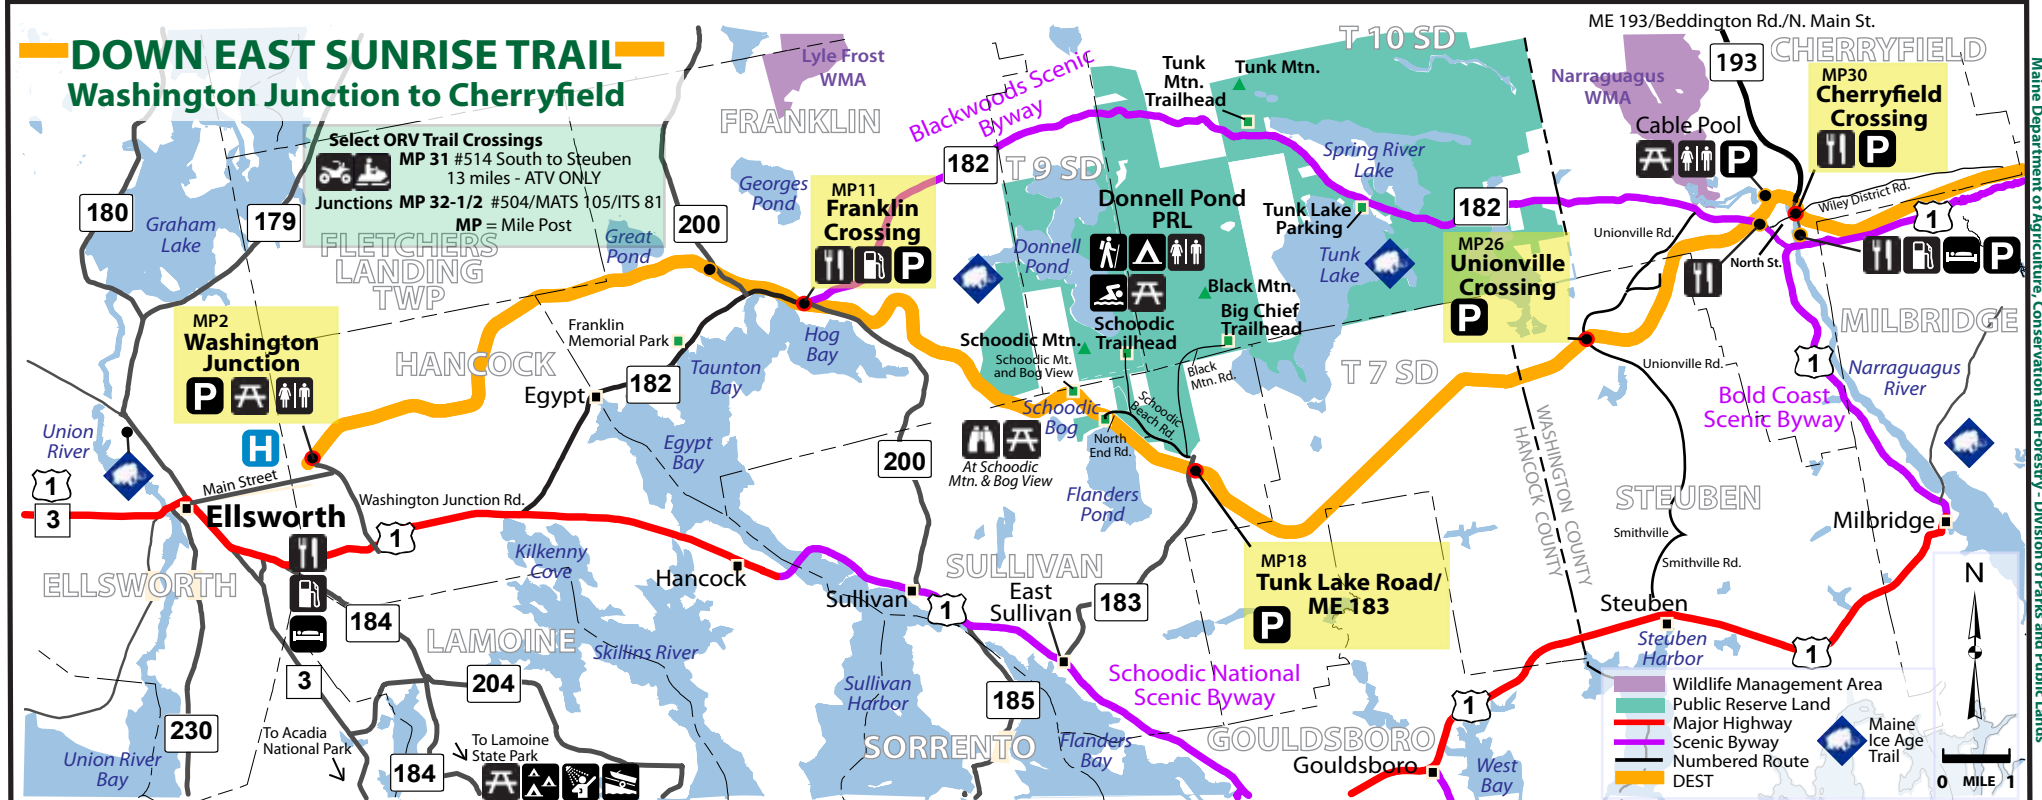 DOWN EAST SUNRISE TRAIL
Washington Junction to Cherryfield
Select ORV Trail Crossings
MP 31 #514 South to Steuben
13 miles - ATV ONLY
Junctions MP 32-1/2 #504/MATS 105/ITS 81
MP = Mile Post
Lyle Frost
WMA
FRANKLIN
Blackwoods Scenic
Byway
182
T 9 SD
T 10 SD
Tunk
Mtn.
Trailhead
Tunk Mtn.
Narraguagus
WMA
ME 193/Beddington Rd./N. Main St.
193
CHERRYFIELD
MP30
Cherryfield
Crossing
P
Cable Pool
P
Wiley District Rd.
1
P
180
Graham
Lake
179
FLETCHERS
LANDING
TWP
Great
Pond
200
Georges
Pond
MP11
Franklin
Crossing
P
Donnell
Pond
Donnell Pond
PRL
Spring River
Lake
Tunk Lake
Parking
Tunk
Lake
182
MP26
Unionville
Crossing
P
Unionville Rd.
North St.
MILBRIDGE
MP2
Washington
Junction
P
HANCOCK
Franklin
Memorial Park
Egypt
182
Taunton
Bay
Hog
Bay
Schoodic Mtn.
Schoodic Mt.
and Bog View
Schoodic
Trailhead
Black Mtn.
Big Chief
Trailhead
Black
Mtn. Rd.
Schoodic
Beach Rd.
Schoodic
Bog
North
End Rd.
T 7 SD
Unionville Rd.
1
Bold Coast
Scenic Byway
Narraguagus
River
Union
River
H
Egypt
Bay
200
At Schoodic
Mtn. & Bog View
Flanders
Pond
WASHINGTON COUNTY
HANCOCK COUNTY
STEUBEN
Smithville
Smithville Rd.
Milbridge
1
3
Main Street
Ellsworth
Washington Junction Rd.
1
Kilkenny
Cove
Hancock
Sullivan
1
SULLIVAN
East
Sullivan
183
MP18
Tunk Lake Road/
ME 183
P
Steuben
Steuben
Harbor
1
ELLSWORTH
184
LAMOINE
Skillins River
3
204
Sullivan
Harbor
185
Schoodic National
Scenic Byway
1
230
To Acadia
National Park
184
To Lamoine
State Park
SORRENTO
Flanders
Bay
GOULDSBORO
Gouldsboro
West
Bay
Union River
Bay
Wildlife Management Area
Public Reserve Land
Major Highway
Scenic Byway
Numbered Route
DEST
Maine
Ice Age
Trail
N
0 MILE 1
Maine Department of Agriculture, Conservation and Forestry - Division of Parks and Public Lands